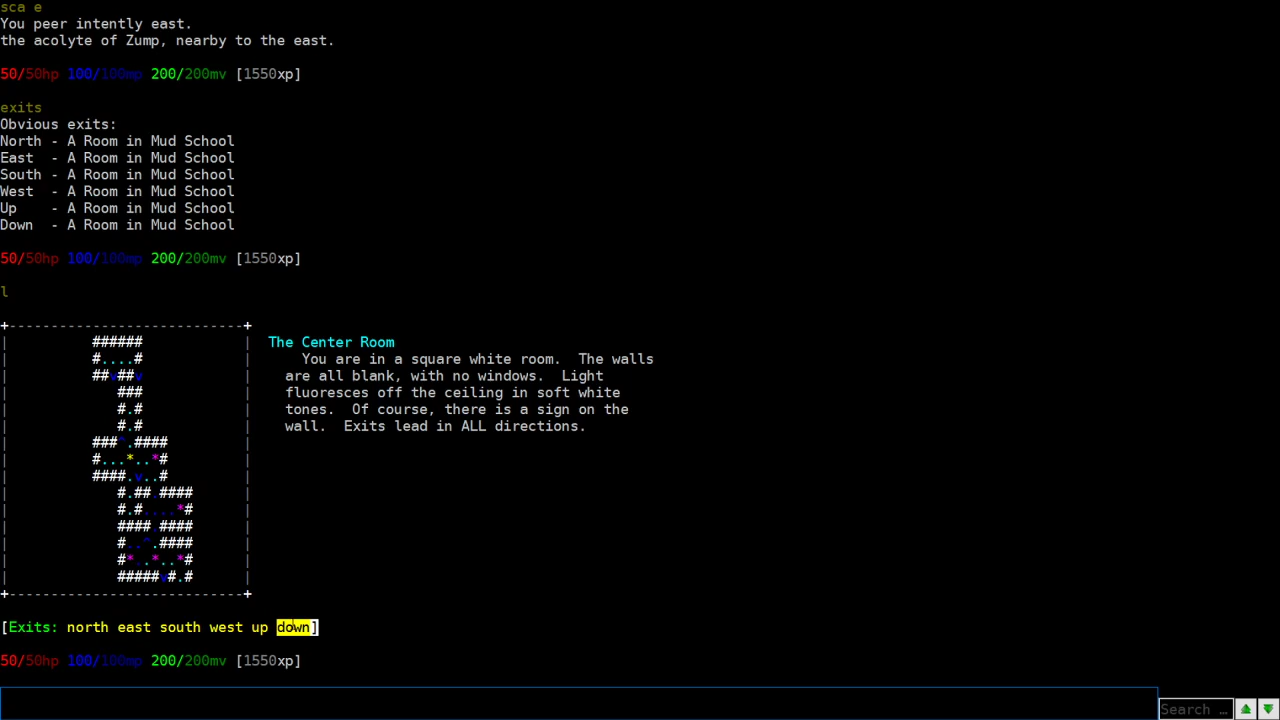 sca e
You peer intently east.
the acolyte of Zump, nearby to the east.
50/50hp 100/100mp 200/200mv [1550xp]
exits
Obvious exits:
North - A Room in Mud School
East  - A Room in Mud School
South - A Room in Mud School
West  - A Room in Mud School
Up    - A Room in Mud School
Down  - A Room in Mud School
50/50hp 100/100mp 200/200mv [1550xp]
l
The Center Room
You are in a square white room.  The walls
are all blank, with no windows.  Light
fluoresces off the ceiling in soft white
tones.  Of course, there is a sign on the
wall.  Exits lead in ALL directions.
[Exits: north east south west up down]
50/50hp 100/100mp 200/200mv [1550xp]
Search …